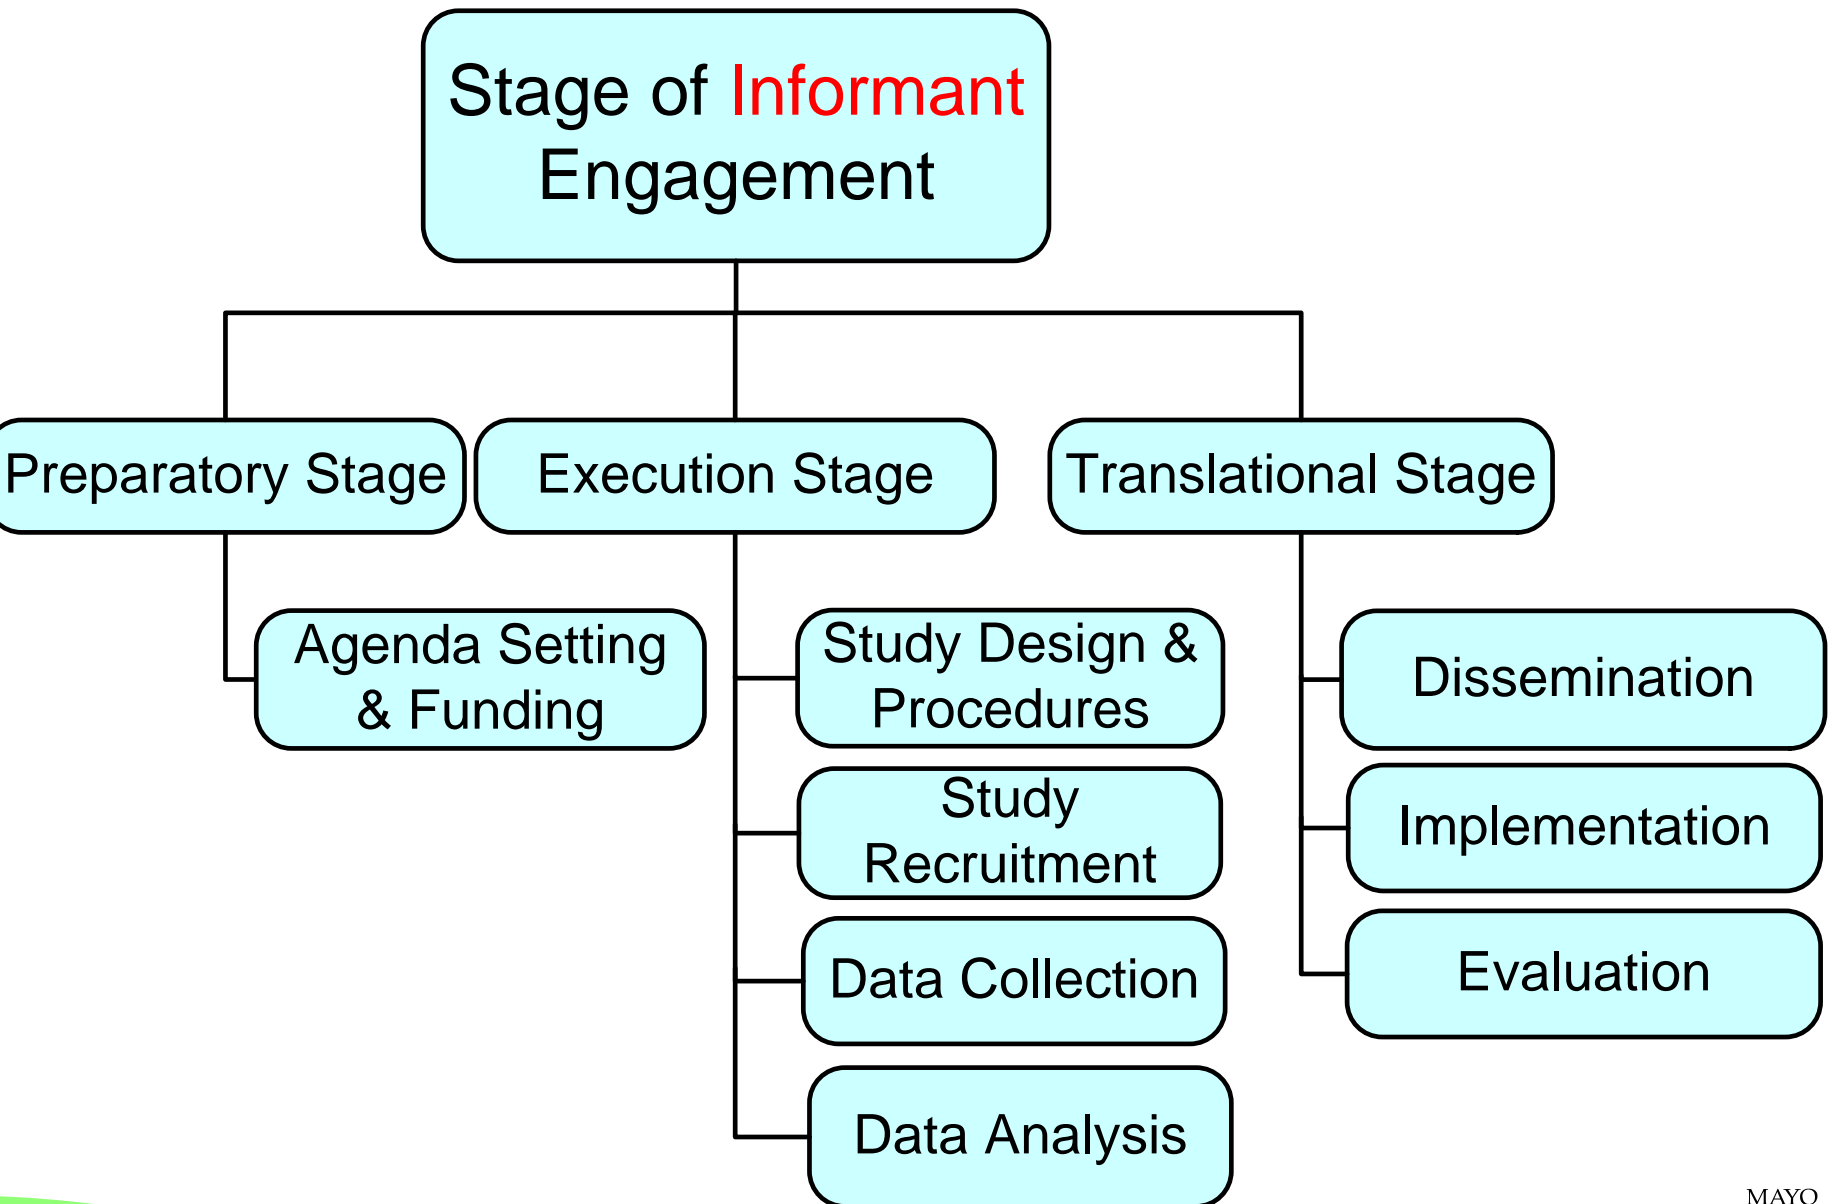 Stage of Informant
Engagement
Preparatory Stage
Execution Stage
Translational Stage
Agenda Setting
& Funding
Study Design &
Procedures
Study
Recruitment
Data Collection
Data Analysis
Dissemination
Implementation
Evaluation
MAYO